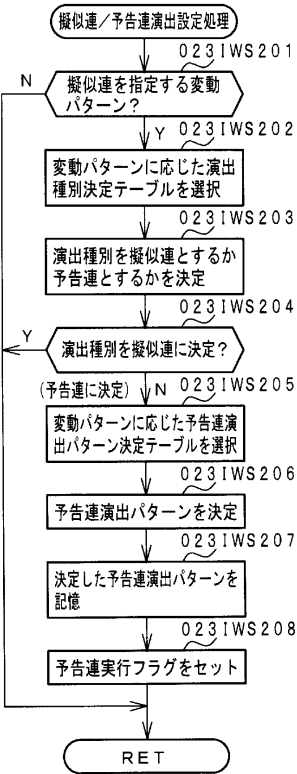 擬似連／予告連演出設定処理
023IWS201
N
擬似連を指定する変動
パターン？
Y
023IWS202
変動パターンに応じた演出
種別決定テーブルを選択
023IWS203
演出種別を擬似連とするか
予告連とするかを決定
023IWS204
Y
演出種別を擬似連に決定？
(予告連に決定)
N
023IWS205
変動パターンに応じた予告連演
出パターン決定テーブルを選択
023IWS206
予告連演出パターンを決定
023IWS207
決定した予告連演出パターンを
記憶
023IWS208
予告連実行フラグをセット
RET